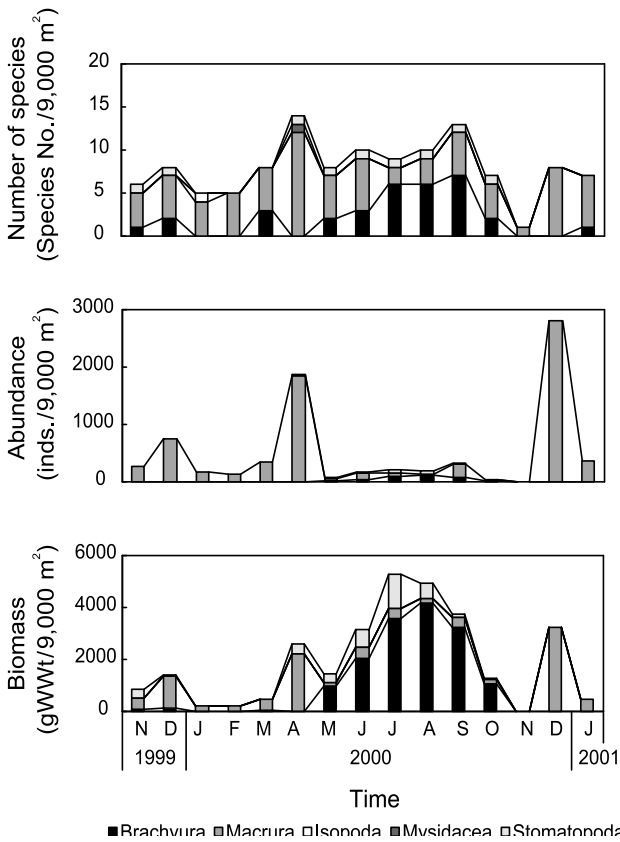 Number of species
(Species No./9,000 m²)
20
15
10
5
0
Abundance
(inds./9,000 m²)
3000
2000
1000
0
Biomass
(gWWt/9,000 m²)
6000
4000
2000
0
N D J F M A M J J A S O N D J
1999 2000 2001
Time
Brachyura Macrura Isopoda Mysidacea Stomatopoda